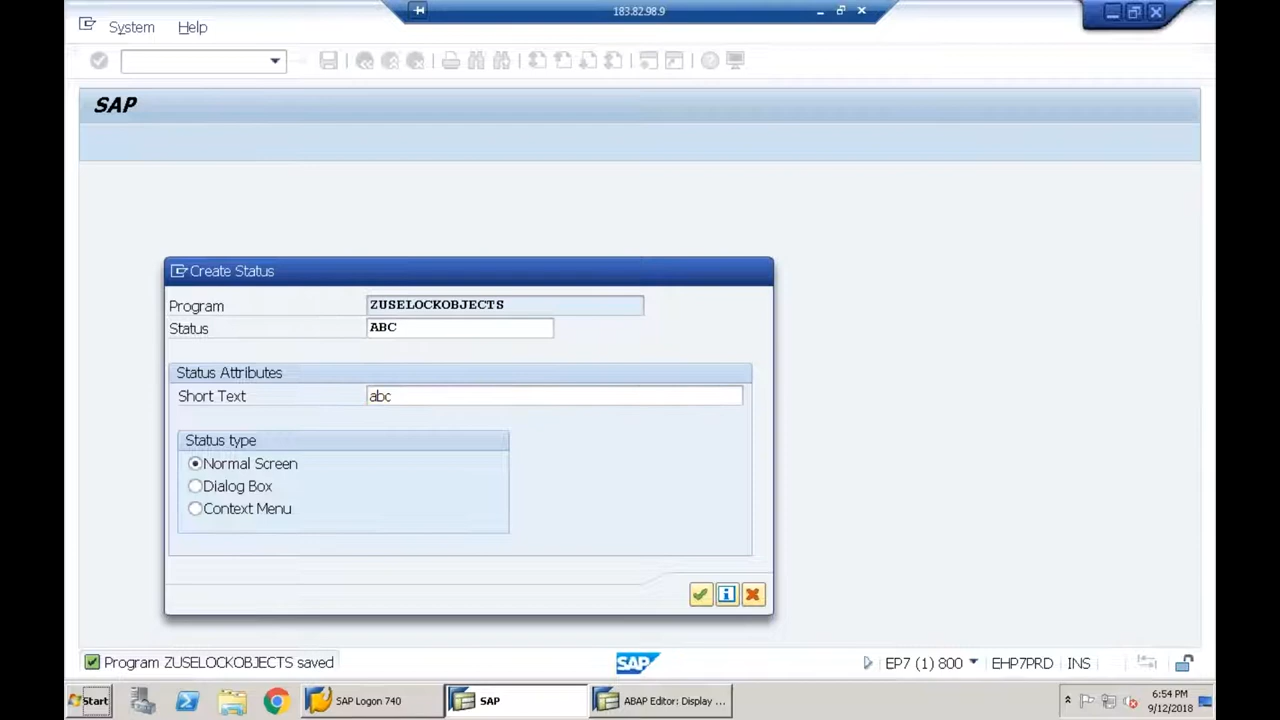 183.82.98.9
System Help
SAP
Create Status
Program ZUSELOCKOBJECTS
Status ABC
Status Attributes
Short Text abc
Status type
Normal Screen
Dialog Box
Context Menu
Program ZUSELOCKOBJECTS saved
SAP
EP7 (1) 800
EHP7PRD
INS
Start
SAP Logon 740
SAP
ABAP Editor: Display ...
6:54 PM
9/12/2018